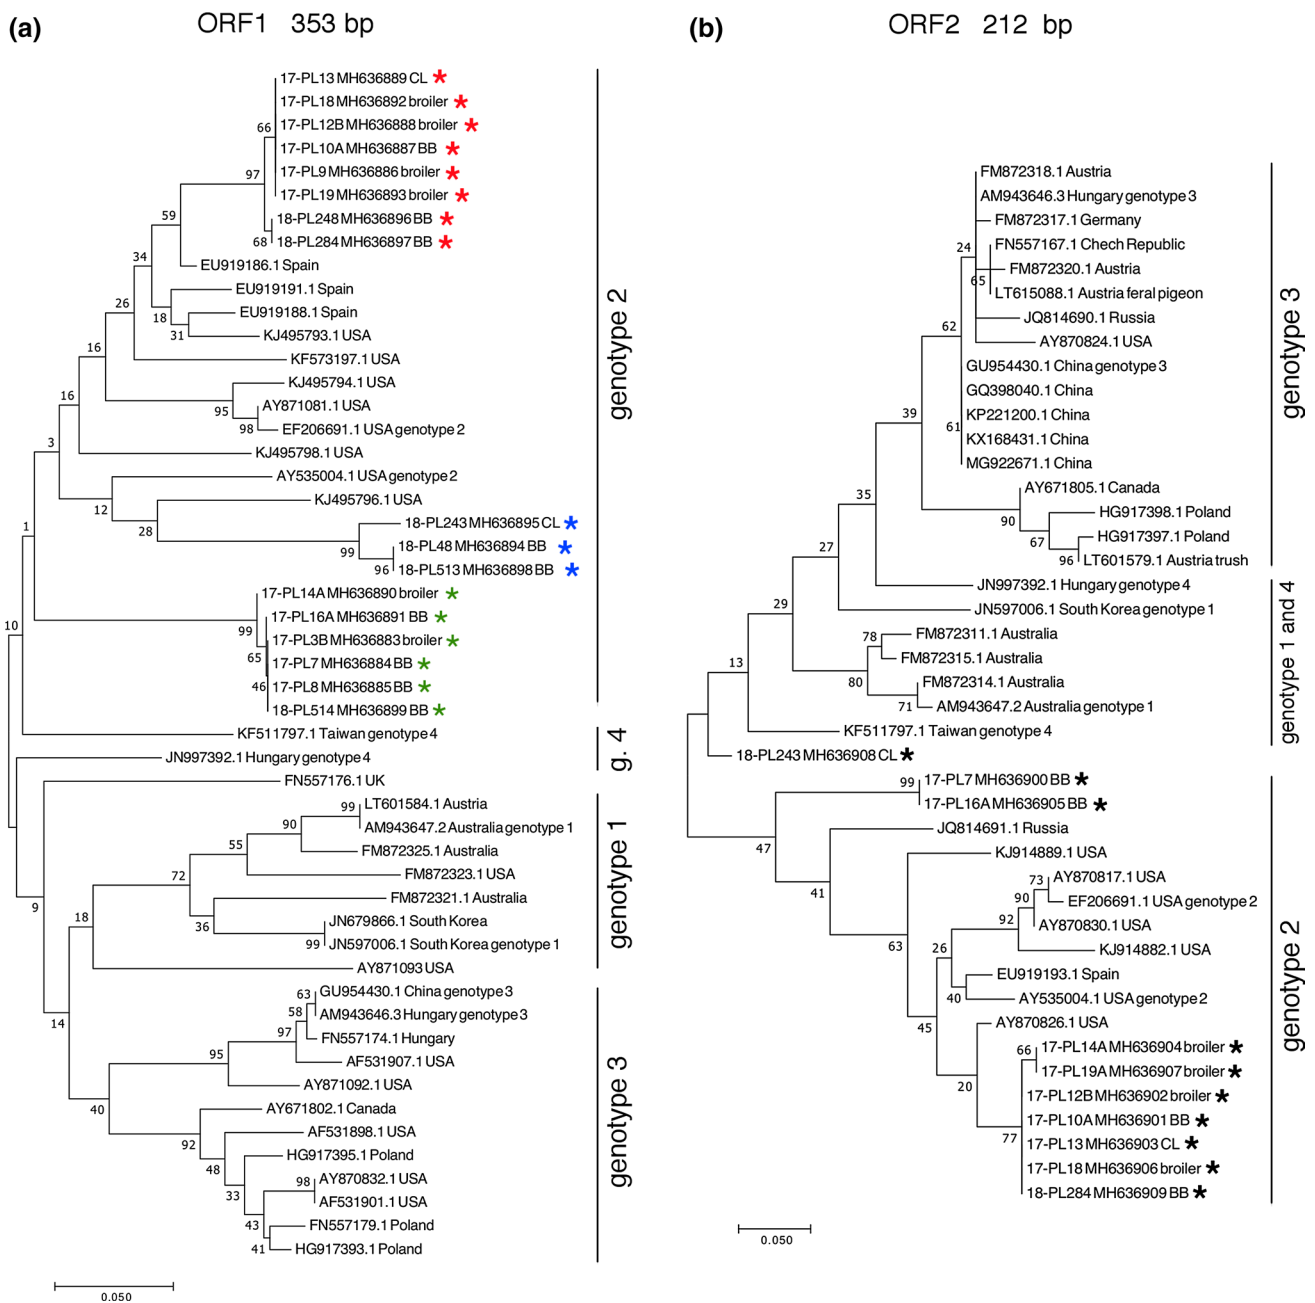 (a)
ORF1 353 bp
17-PL13 MH636889 CL
17-PL18 MH636892 broiler
17-PL12B MH636888 broiler
66
17-PL10A MH636887 BB
17-PL9 MH636886 broiler
97
17-PL19 MH636893 broiler
18-PL248 MH636896 BB
59
68
18-PL284 MH636897 BB
34
EU919186.1 Spain
EU919191.1 Spain
26
18
EU919188.1 Spain
31
KJ495793.1 USA
16
KF573197.1 USA
KJ495794.1 USA
16
95
AY871081.1 USA
98
EF206691.1 USA genotype 2
3
KJ495798.1 USA
AY535004.1 USA genotype 2
12
KJ495796.1 USA
28
18-PL243 MH636895 CL
1
99
18-PL48 MH636894 BB
96
18-PL513 MH636898 BB
17-PL14A MH636890 broiler
17-PL16A MH636891 BB
10
99
17-PL3B MH636883 broiler
65
17-PL7 MH636884 BB
46
17-PL8 MH636885 BB
18-PL514 MH636899 BB
KF511797.1 Taiwan genotype 4
JN997392.1 Hungary genotype 4
FN557176.1 UK
99
LT601584.1 Austria
90
AM943647.2 Australia genotype 1
55
FM872325.1 Australia
72
FM872323.1 USA
9
FM872321.1 Australia
18
36
JN679866.1 South Korea
99
JN597006.1 South Korea genotype 1
AY871093 USA
63
GU954430.1 China genotype 3
14
58
AM943646.3 Hungary genotype 3
97
FN557174.1 Hungary
95
AF531907.1 USA
AY871092.1 USA
40
AY671802.1 Canada
92
AF531898.1 USA
48
HG917395.1 Poland
33
98
AY870832.1 USA
AF531901.1 USA
43
FN557179.1 Poland
41
HG917393.1 Poland
0.050
genotype 2
g. 4
genotype 1
genotype 3
(b)
ORF2 212 bp
FM872318.1 Austria
AM943646.3 Hungary genotype 3
FM872317.1 Germany
24
FN557167.1 Chech Republic
65
FM872320.1 Austria
LT615088.1 Austria feral pigeon
62
JQ814690.1 Russia
AY870824.1 USA
GU954430.1 China genotype 3
GQ398040.1 China
39
KP221200.1 China
61
KX168431.1 China
MG922671.1 China
35
AY671805.1 Canada
90
HG917398.1 Poland
67
HG917397.1 Poland
27
96
LT601579.1 Austria trush
JN997392.1 Hungary genotype 4
29
JN597006.1 South Korea genotype 1
78
FM872311.1 Australia
13
FM872315.1 Australia
80
FM872314.1 Australia
71
AM943647.2 Australia genotype 1
KF511797.1 Taiwan genotype 4
18-PL243 MH636908 CL
99
17-PL7 MH636900 BB
17-PL16A MH636905 BB
JQ814691.1 Russia
47
KJ914889.1 USA
73
AY870817.1 USA
41
90
EF206691.1 USA genotype 2
92
AY870830.1 USA
63
26
KJ914882.1 USA
EU919193.1 Spain
40
AY535004.1 USA genotype 2
45
AY870826.1 USA
66
17-PL14A MH636904 broiler
17-PL19A MH636907 broiler
20
17-PL12B MH636902 broiler
17-PL10A MH636901 BB
77
17-PL13 MH636903 CL
17-PL18 MH636906 broiler
18-PL284 MH636909 BB
0.050
genotype 3
genotype 1 and 4
genotype 2